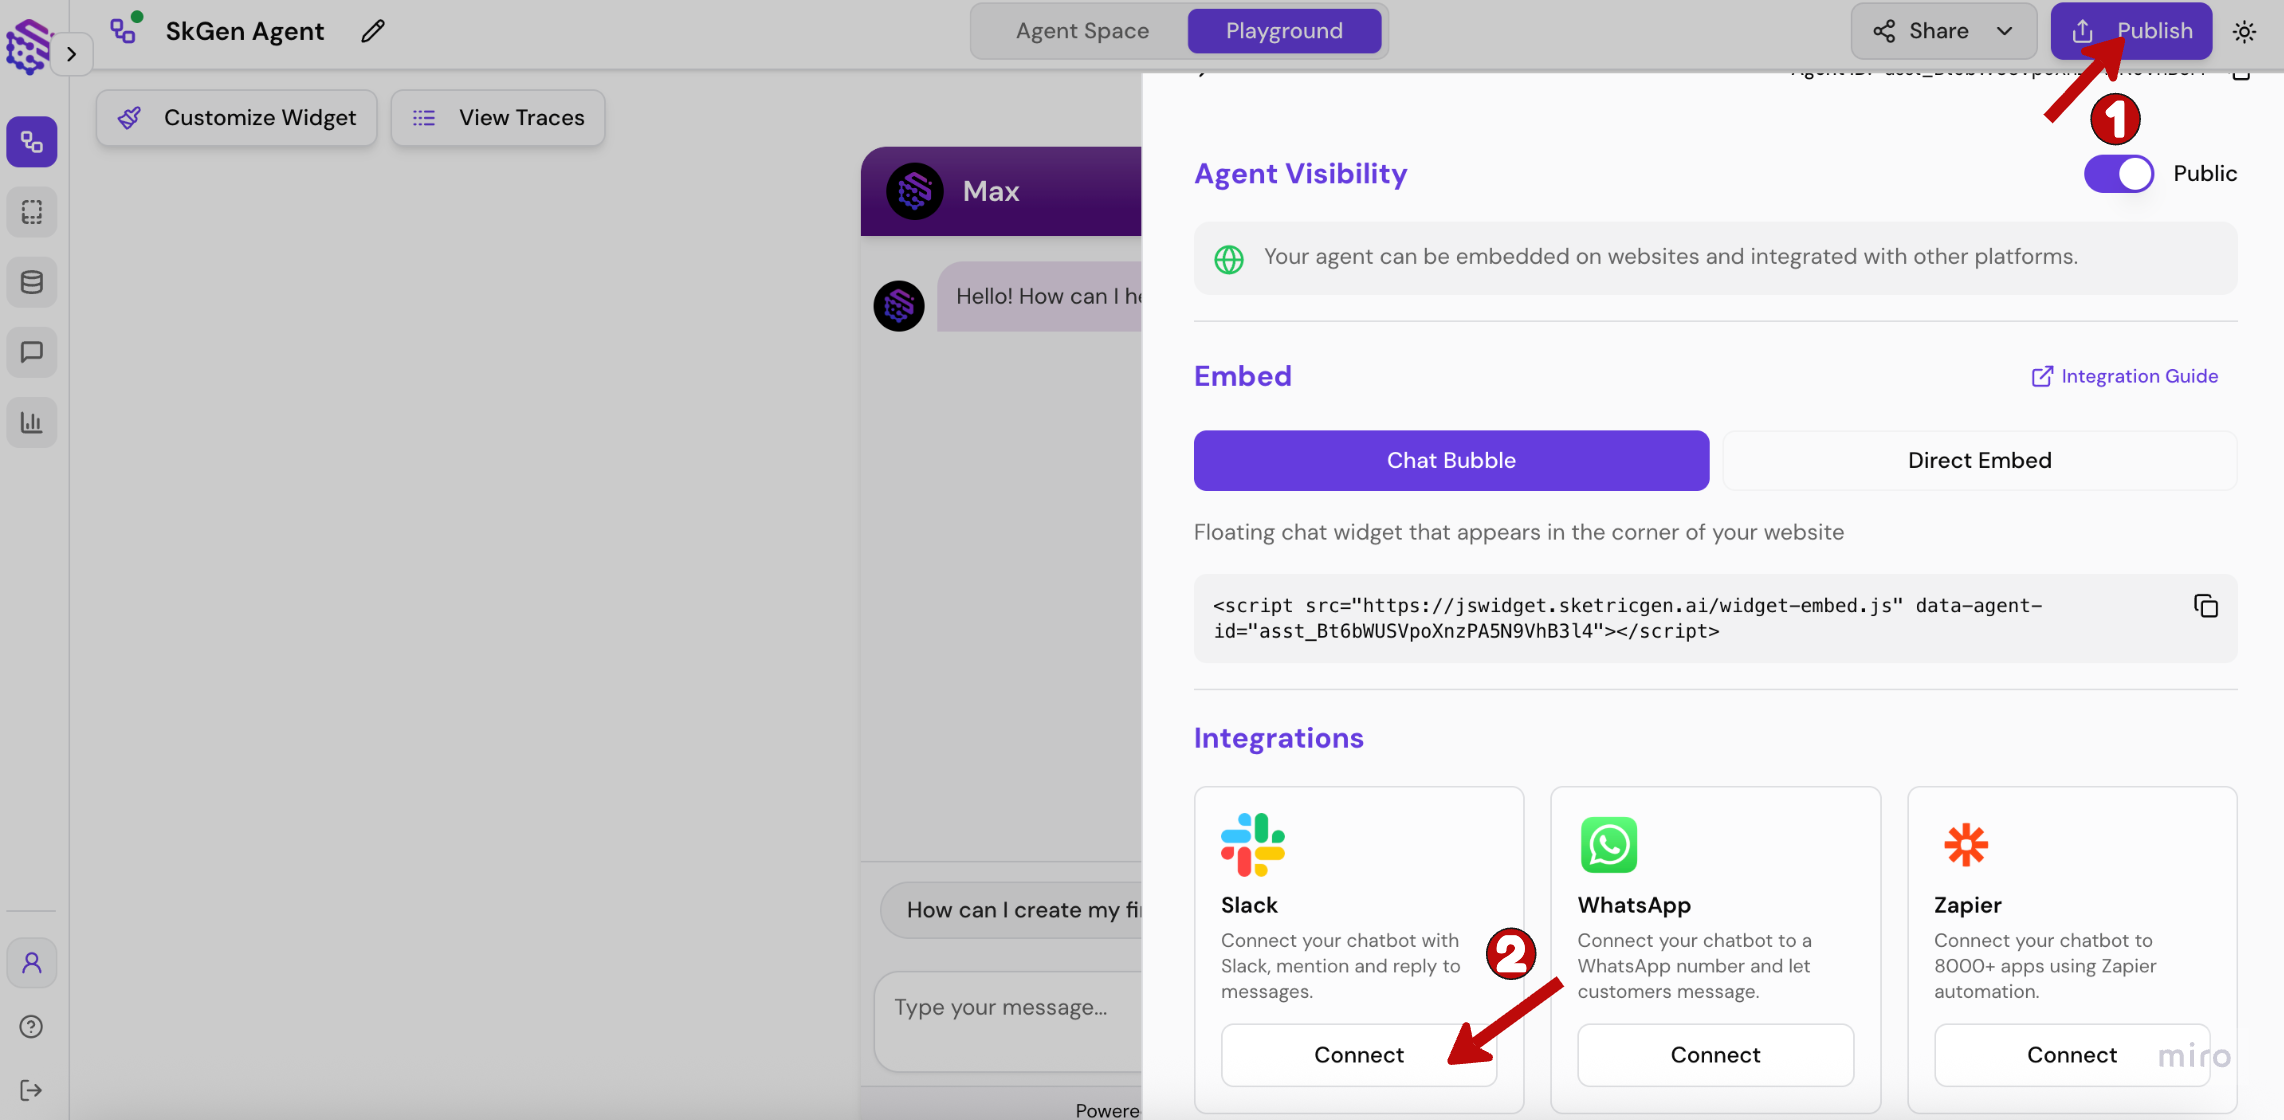 SkGen Agent
Agent Space
Playground
Share
Publish
1
Customize Widget
View Traces
Max
Hello! How can I he
How can I create my fi
Type your message...
Powere
Agent ID:
Agent Visibility
Public
Your agent can be embedded on websites and integrated with other platforms.
Embed
Integration Guide
Chat Bubble
Direct Embed
Floating chat widget that appears in the corner of your website
<script src="https://jswidget.sketricgen.ai/widget-embed.js" data-agent-
id="asst_Bt6bWUSVpoXnzPA5N9VhB3l4"></script>
Integrations
Slack
Connect your chatbot with
Slack, mention and reply to
messages.
Connect
2
WhatsApp
Connect your chatbot to a
WhatsApp number and let
customers message.
Connect
Zapier
Connect your chatbot to
8000+ apps using Zapier
automation.
Connect
miro